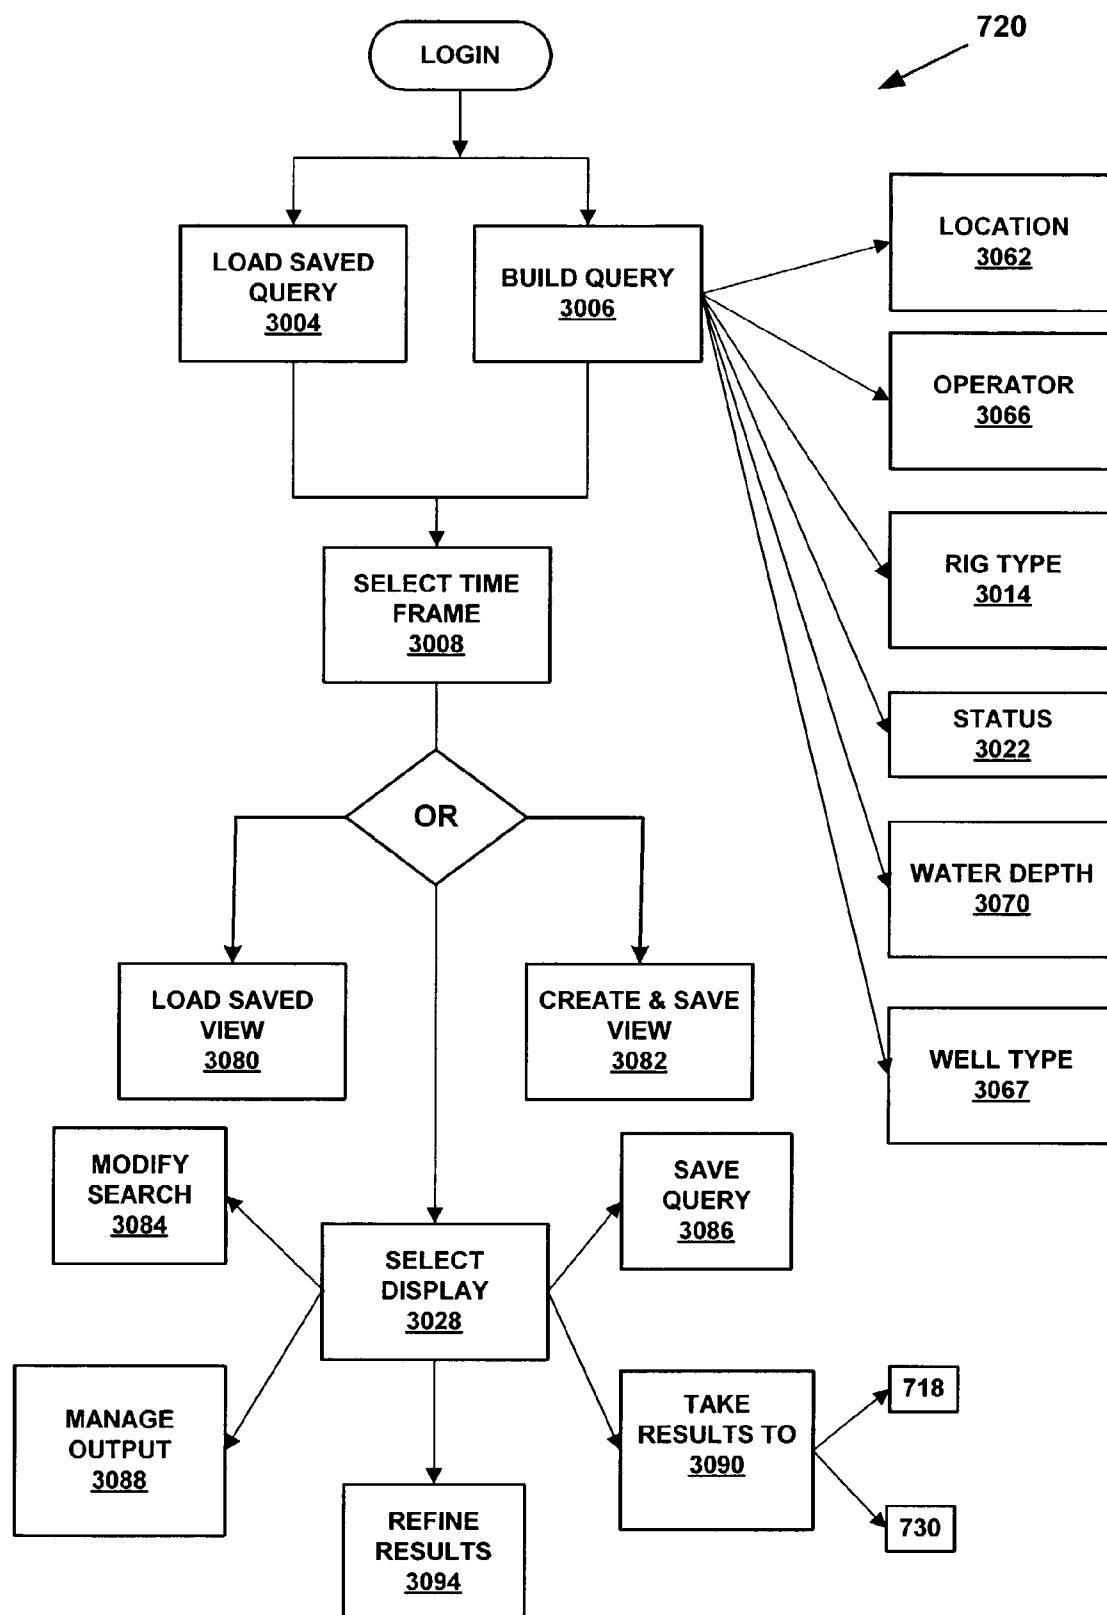 720
LOGIN
LOAD SAVED
QUERY
3004
BUILD QUERY
3006
LOCATION
3062
OPERATOR
3066
RIG TYPE
3014
STATUS
3022
WATER DEPTH
3070
WELL TYPE
3067
SELECT TIME
FRAME
3008
OR
LOAD SAVED
VIEW
3080
CREATE & SAVE
VIEW
3082
MODIFY
SEARCH
3084
SAVE
QUERY
3086
SELECT
DISPLAY
3028
MANAGE
OUTPUT
3088
REFINE
RESULTS
3094
TAKE
RESULTS TO
3090
718
730